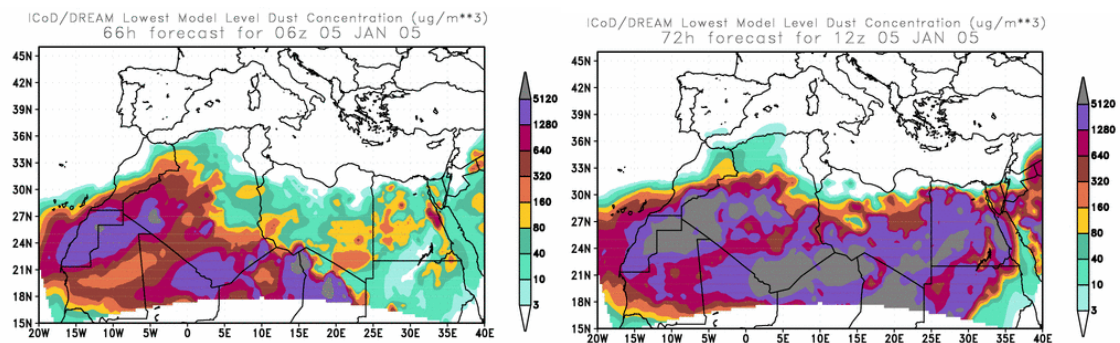 ICoD/DREAM Lowest Model Level Dust Concentration (ug/m**3)
66h forecast for 06z 05 JAN 05
45N
42N
39N
36N
33N
30N
27N
24N
21N
18N
15N
20W 15W 10W 5W 0 5E 10E 15E 20E 25E 30E 35E 40E
5120
1280
640
320
160
80
40
10
3
ICoD/DREAM Lowest Model Level Dust Concentration (ug/m**3)
72h forecast for 12z 05 JAN 05
45N
42N
39N
36N
33N
30N
27N
24N
21N
18N
15N
20W 15W 10W 5W 0 5E 10E 15E 20E 25E 30E 35E 40E
5120
1280
640
320
160
80
40
10
3